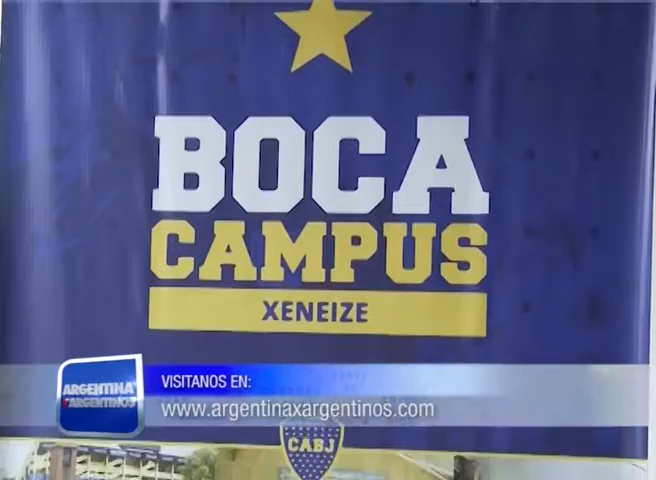 BOCA
CAMPUS
XENEIZE
ARGENTINA
ARGENTINOS
VISITANOS EN:
www.argentinaxargentinos.com
CABJ